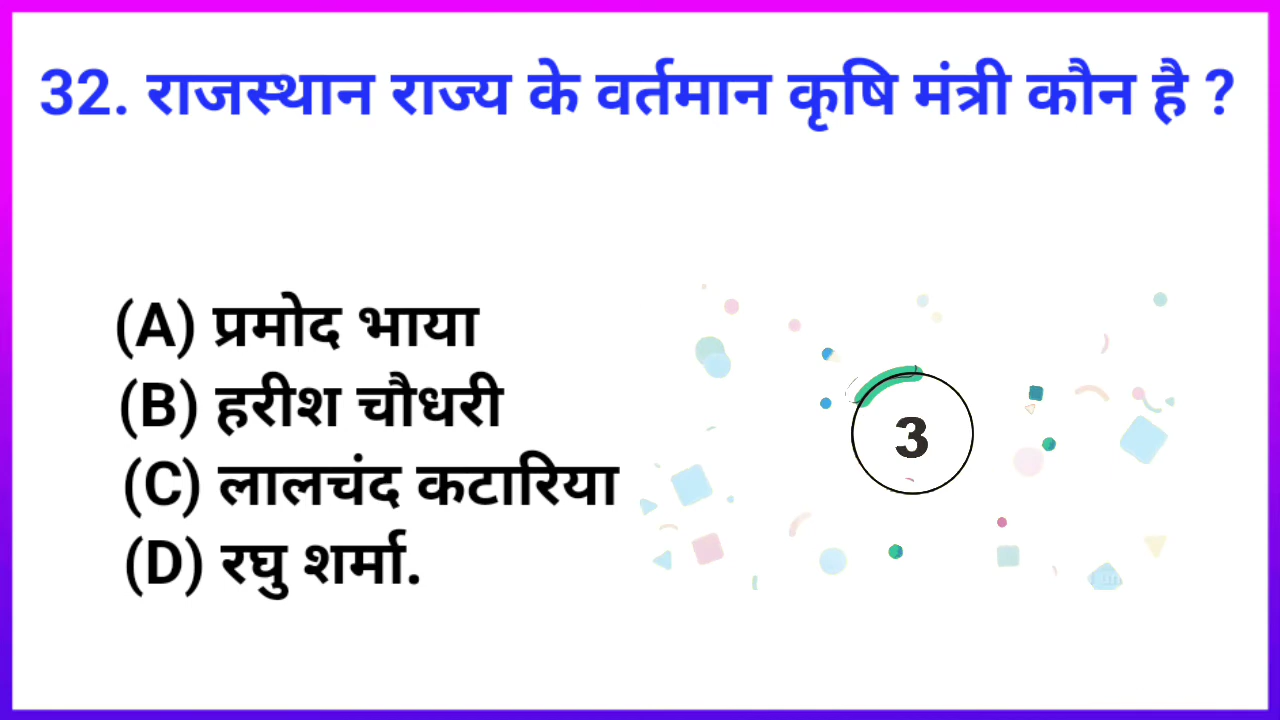 32. राजस्थान राज्य के वर्तमान कृषि मंत्री कौन है ?
(A) प्रमोद भाया
(B) हरीश चौधरी
3
(C) लालचंद कटारिया
(D) रघु शर्मा.